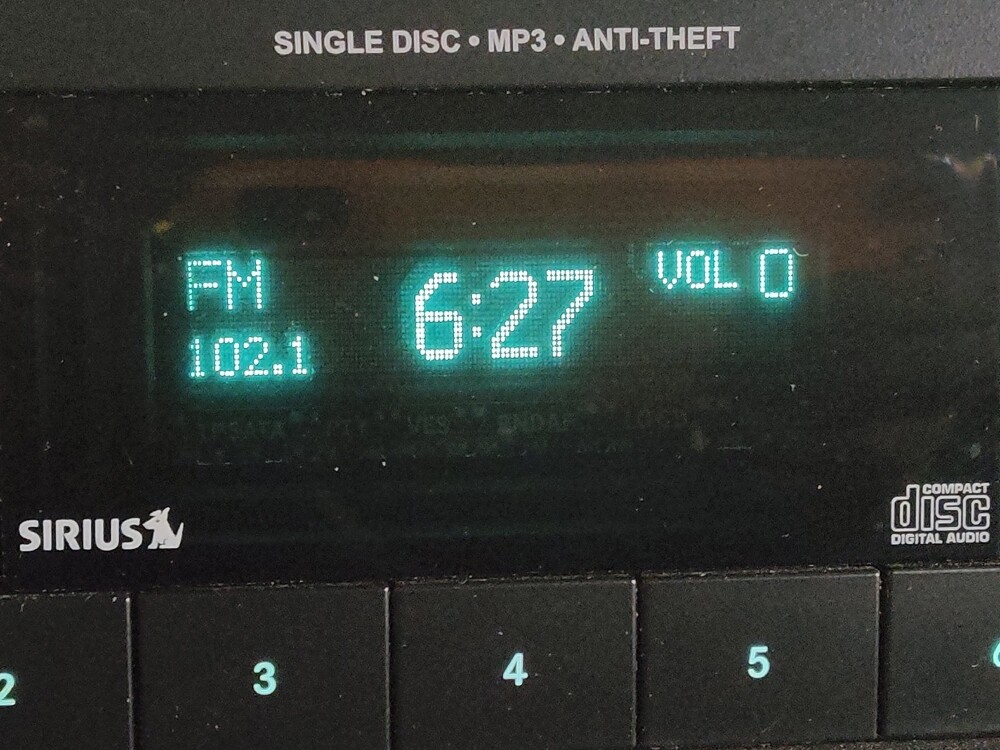 SINGLE DISC • MP3 • ANTI-THEFT
FM 6:27 VOL 0
102.1
SIRIUS
COMPACT
disc
DIGITAL AUDIO
2 3 4 5 6